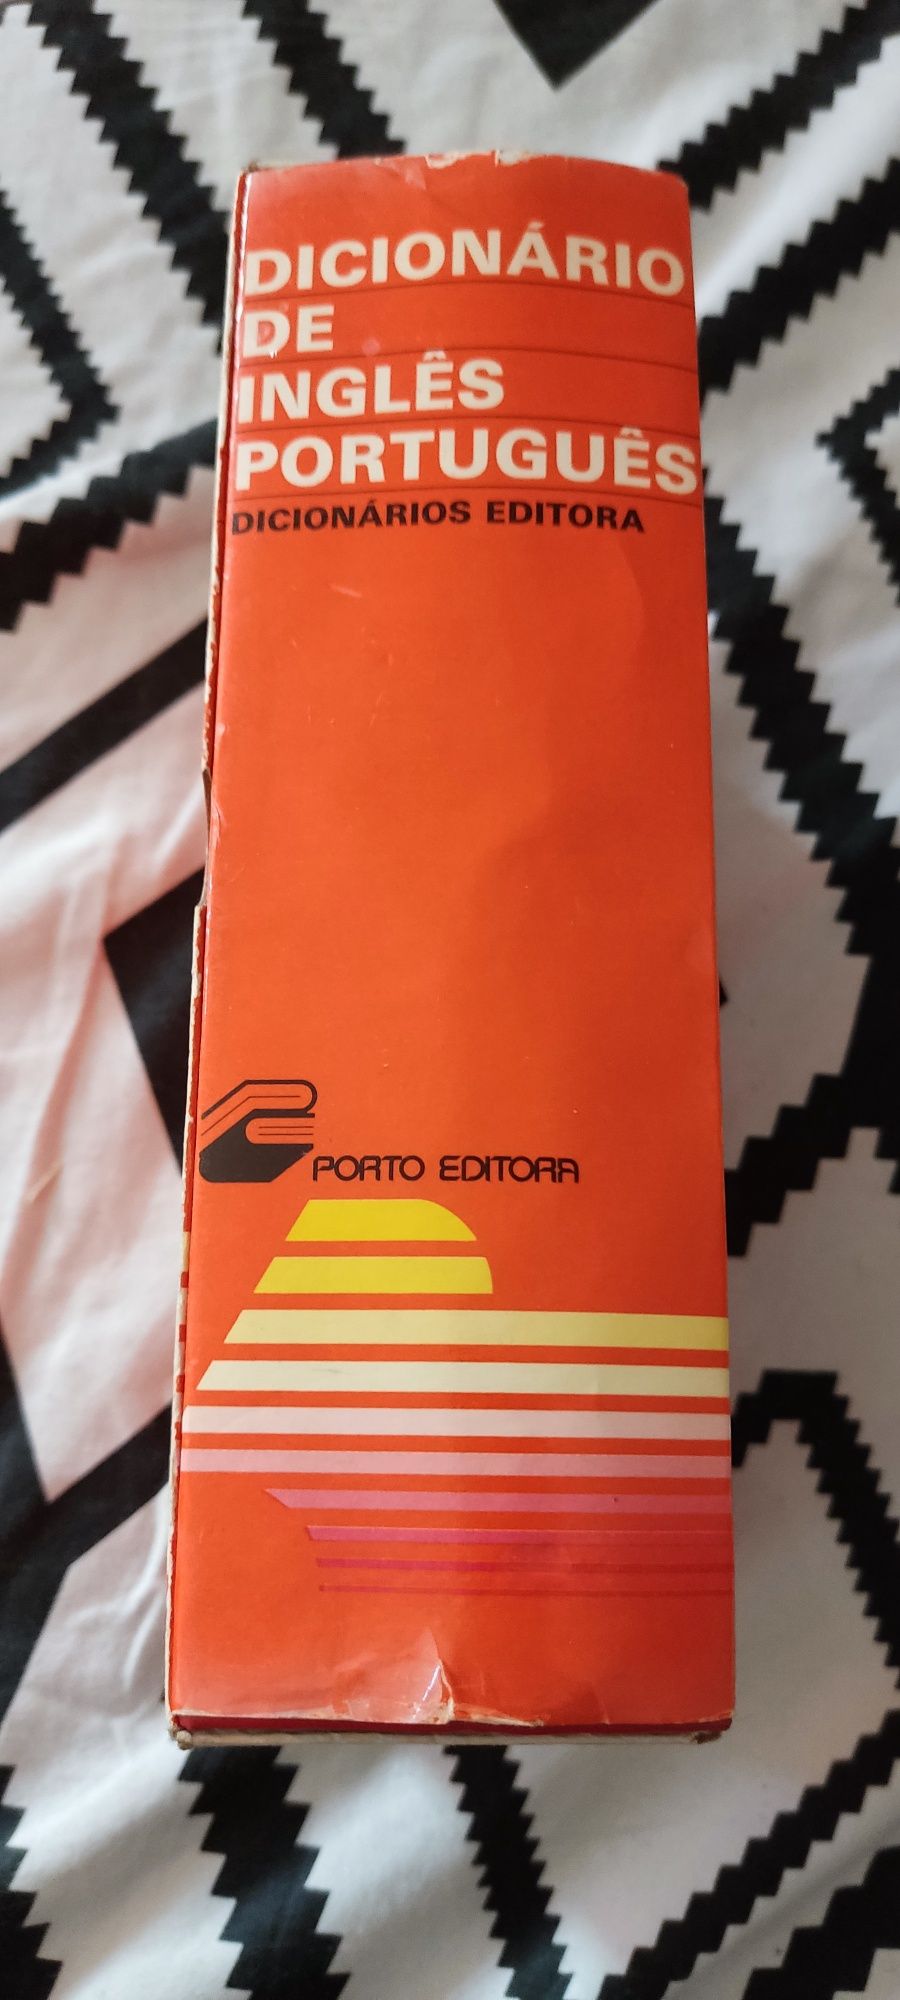 DICIONÁRIO
DE
INGLÊS
PORTUGUÊS
DICIONÁRIOS EDITORA
PORTO EDITORA